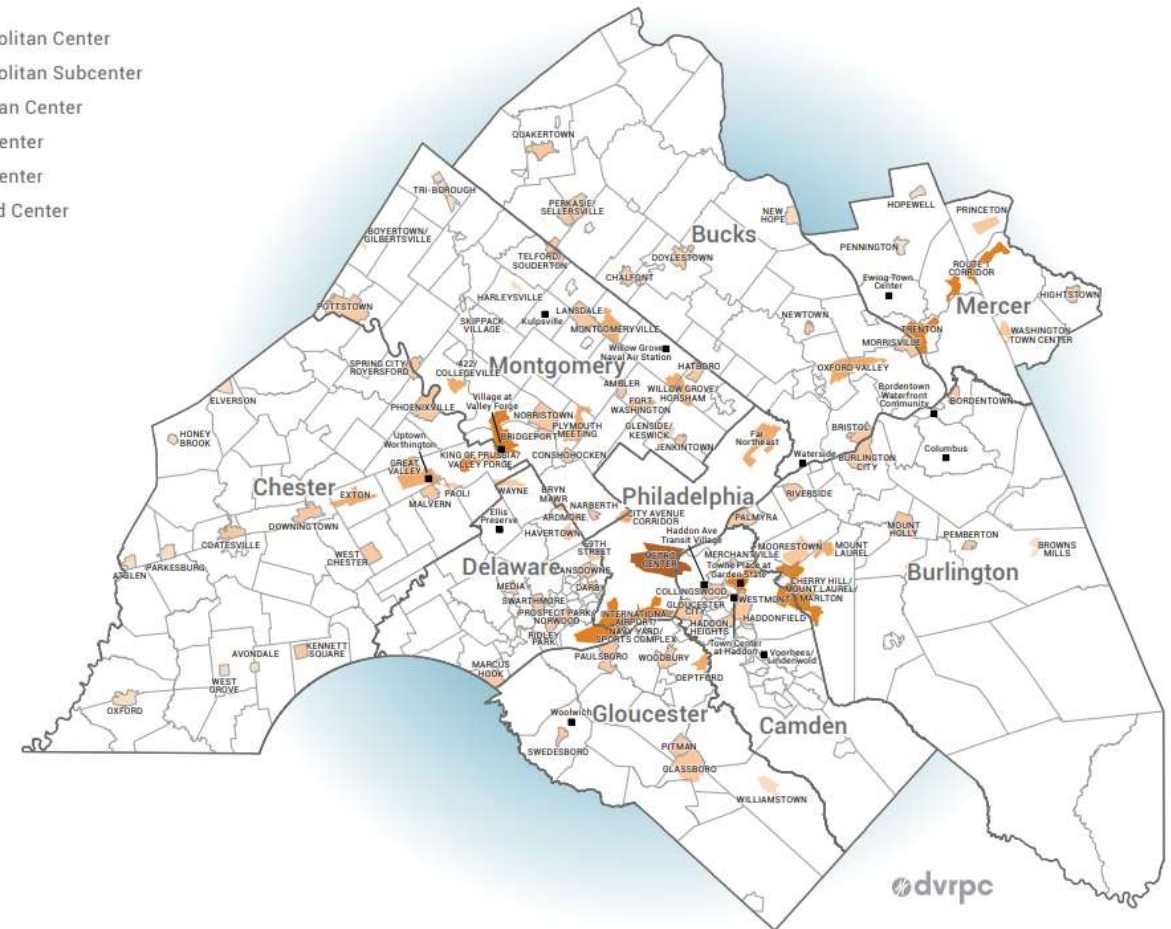 olitan Center
olitan Subcenter
an Center
enter
enter
d Center
QUAKERTOWN
TRI-BOROUGH
PERKASIE/
SELLERSVILLE
NEW
HOPE
HOPEWELL
PRINCETON
BOYERTOWN/
GILBERTSVILLE
Bucks
PENNINGTON
TELFORD/
SOUDERTON
DOYLESTOWN
CHALFONT
ROUTE 1
CORRIDOR
Ewing Town
Center
HARLEYSVILLE
HIGHTSTOWN
Mercer
POTTSTOWN
LANSDALE
Kulpsville
SKIPPACK
VILLAGE
MONTGOMERYVILLE
NEWTOWN
TRENTON
MORRISVILLE
WASHINGTON
TOWN CENTER
Willow Grove
Naval Air Station
SPRING CITY/
ROYERSFORD
422/
COLLEGEVILLE
Montgomery
HATBORO
OXFORD VALLEY
AMBLER
WILLOW GROVE/
HORSHAM
Bordentown
Waterfront
Community
BORDENTOWN
ELVERSON
PHOENIXVILLE
Village at
Valley Forge
FORT
WASHINGTON
NORRISTOWN
PLYMOUTH
MEETING
GLENSIDE/
KESWICK
JENKINTOWN
BRIDGEPORT
Far
Northeast
BRISTOL
HONEY
BROOK
Uptown
Worthington
KING OF PRUSSIA/
VALLEY FORGE
CONSHOHOCKEN
Waterside
BURLINGTON
CITY
Columbus
GREAT
VALLEY
Chester
EXTON
MALVERN
PAOLI
WAYNE
BRYN
MAWR
NARBERTH
Philadelphia
RIVERSIDE
DOWNINGTOWN
Ellis
Preserve
ARDMORE
CITY AVENUE
CORRIDOR
PALMYRA
HAVERTOWN
Haddon Ave
Transit Village
MOUNT
HOLLY
COATESVILLE
WEST
CHESTER
69TH
STREET
METRO
CENTER
MERCHANTVILLE
MOORESTOWN
MOUNT
LAUREL
PEMBERTON
BROWNS
MILLS
ATGLEN
PARKESBURG
Delaware
LANSDOWNE
Towne Place at
Garden State
CHERRY HILL/
MOUNT LAUREL/
MARLTON
Burlington
MEDIA
DARBY
COLLINGSWOOD
WESTMONT
SWARTHMORE
GLOUCESTER
CITY
HADDONFIELD
PROSPECT PARK/
NORWOOD
INTERNATIONAL
AIRPORT/
NAVY YARD/
SPORTS COMPLEX
HADDON
HEIGHTS
RIDLEY
PARK
Town Center
at Haddon
Voorhees/
Lindenwold
AVONDALE
KENNETT
SQUARE
MARCUS
HOOK
PAULSBORO
WOODBURY
DEPTFORD
WEST
GROVE
OXFORD
Woolwich
Gloucester
Camden
SWEDESBORO
PITMAN
GLASSBORO
WILLIAMSTOWN
dvrpc